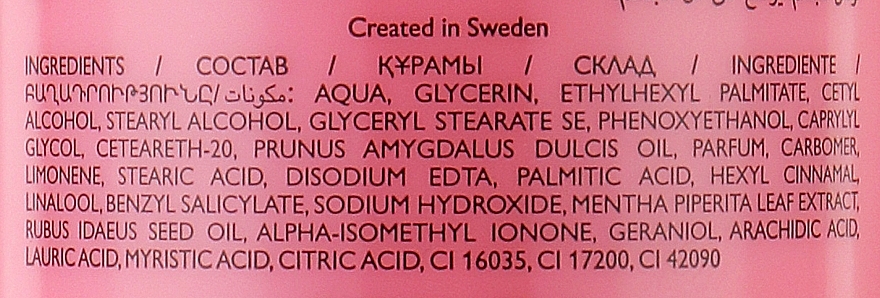 Created in Sweden
INGREDIENTS / СОСТАВ / ҚҰРАМЫ / СКЛАД / INGREDIENTE /
ԲԱՂԱԴՐՈՒԹՅՈՒՆԸ/مكونات: AQUA, GLYCERIN, ETHYLHEXYL PALMITATE, CETYL
ALCOHOL, STEARYL ALCOHOL, GLYCERYL STEARATE SE, PHENOXYETHANOL, CAPRYLYL
GLYCOL, CETEARETH-20, PRUNUS AMYGDALUS DULCIS OIL, PARFUM, CARBOMER,
LIMONENE, STEARIC ACID, DISODIUM EDTA, PALMITIC ACID, HEXYL CINNAMAL,
LINALOOL, BENZYL SALICYLATE, SODIUM HYDROXIDE, MENTHA PIPERITA LEAF EXTRACT,
RUBUS IDAEUS SEED OIL, ALPHA-ISOMETHYL IONONE, GERANIOL, ARACHIDIC ACID,
LAURIC ACID, MYRISTIC ACID, CITRIC ACID, CI 16035, CI 17200, CI 42090